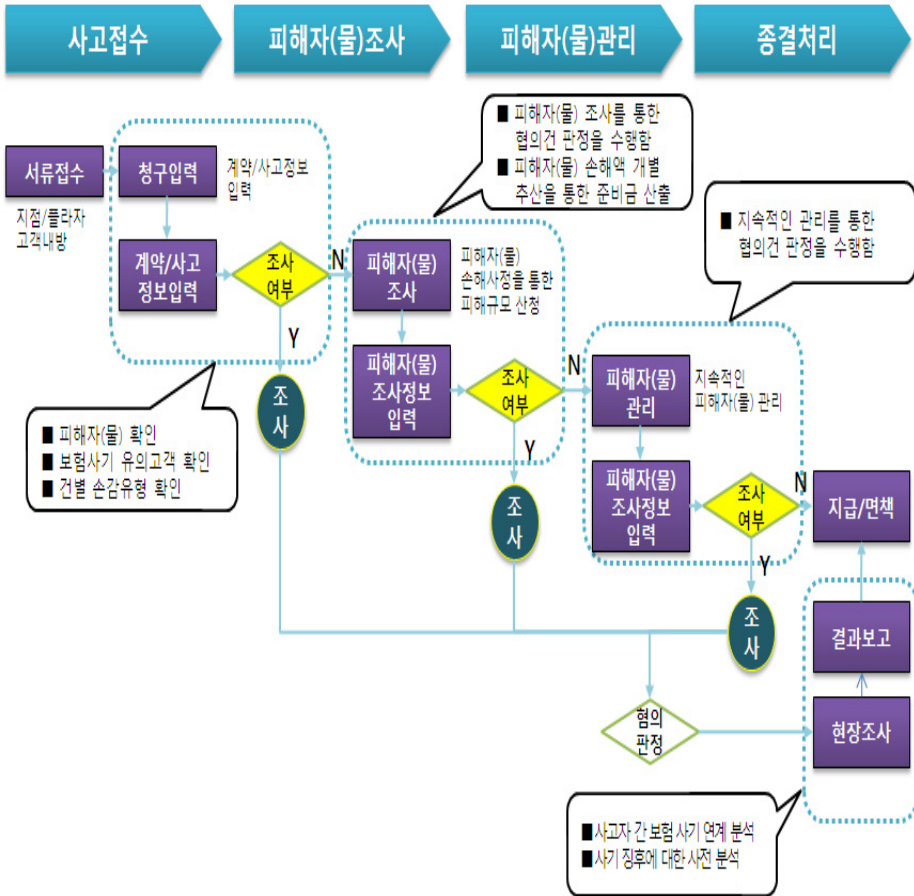 사고접수
피해자(물)조사
피해자(물)관리
종결처리
■ 피해자(물) 조사를 통한
협의건 판정을 수행함
■ 피해자(물) 손해액 개별
추산을 통한 준비금 산출
서류접수
지점/플라자
고객내방
청구입력
계약/사고정보
입력
계약/사고
정보입력
조사
여부
N
Y
조
사
■ 피해자(물) 확인
■ 보험사기 유의고객 확인
■ 건별 손감유형 확인
피해자(물)
조사
피해자(물)
손해사정을 통한
피해규모 산청
피해자(물)
조사정보
입력
조사
여부
N
Y
조
사
■ 지속적인 관리를 통한
협의건 판정을 수행함
피해자(물)
관리
지속적인
피해자(물) 관리
피해자(물)
조사정보
입력
조사
여부
N
Y
조
사
지급/면책
결과보고
현장조사
혐의
판정
■ 사고자 간 보험 사기 연계 분석
■ 사기 징후에 대한 사전 분석